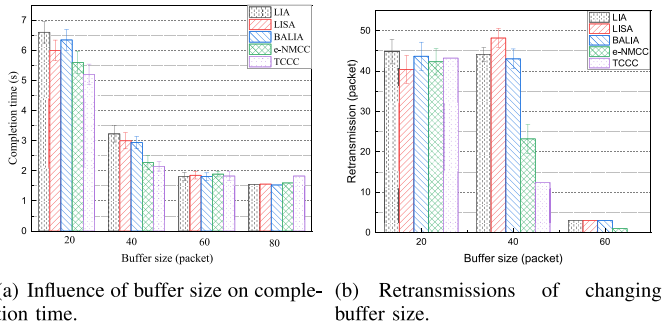 LIA
LISA
BALIA
e-NMCC
TCCC
7
6
5
4
3
2
1
0
Completion time (s)
20 40 60 80
Buffer size (packet)
(a) Influence of buffer size on comple-
tion time.
LIA
LISA
BALIA
e-NMCC
TCCC
50
40
30
20
10
0
Retransmission (packet)
20 40 60
Buffer size (packet)
(b) Retransmissions of changing
buffer size.